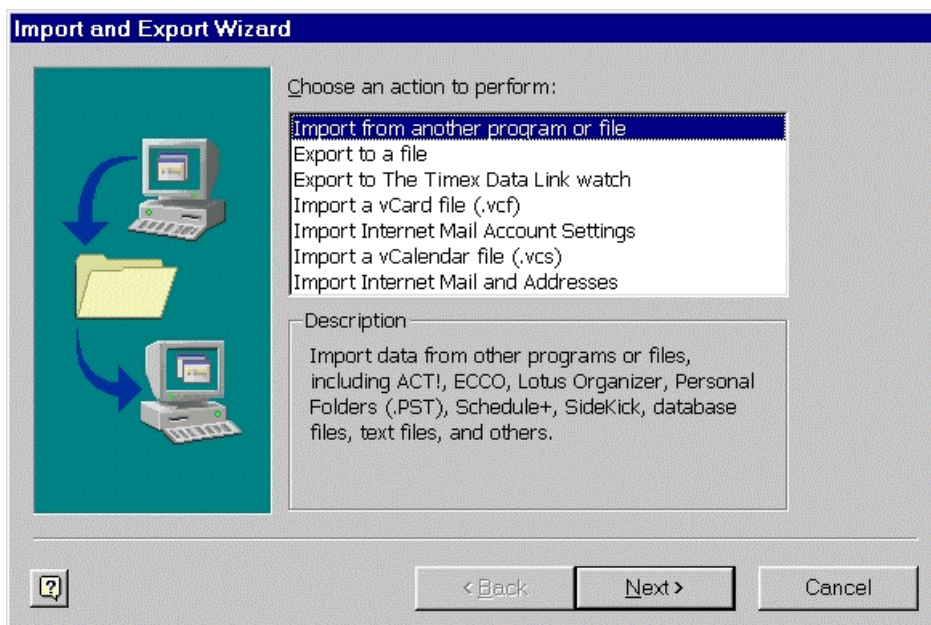 Import and Export Wizard
Choose an action to perform:
Import from another program or file
Export to a file
Export to The Timex Data Link watch
Import a vCard file (.vcf)
Import Internet Mail Account Settings
Import a vCalendar file (.vcs)
Import Internet Mail and Addresses
Description
Import data from other programs or files,
including ACT!, ECCO, Lotus Organizer, Personal
Folders (.PST), Schedule+, SideKick, database
files, text files, and others.
?
< Back
Next >
Cancel